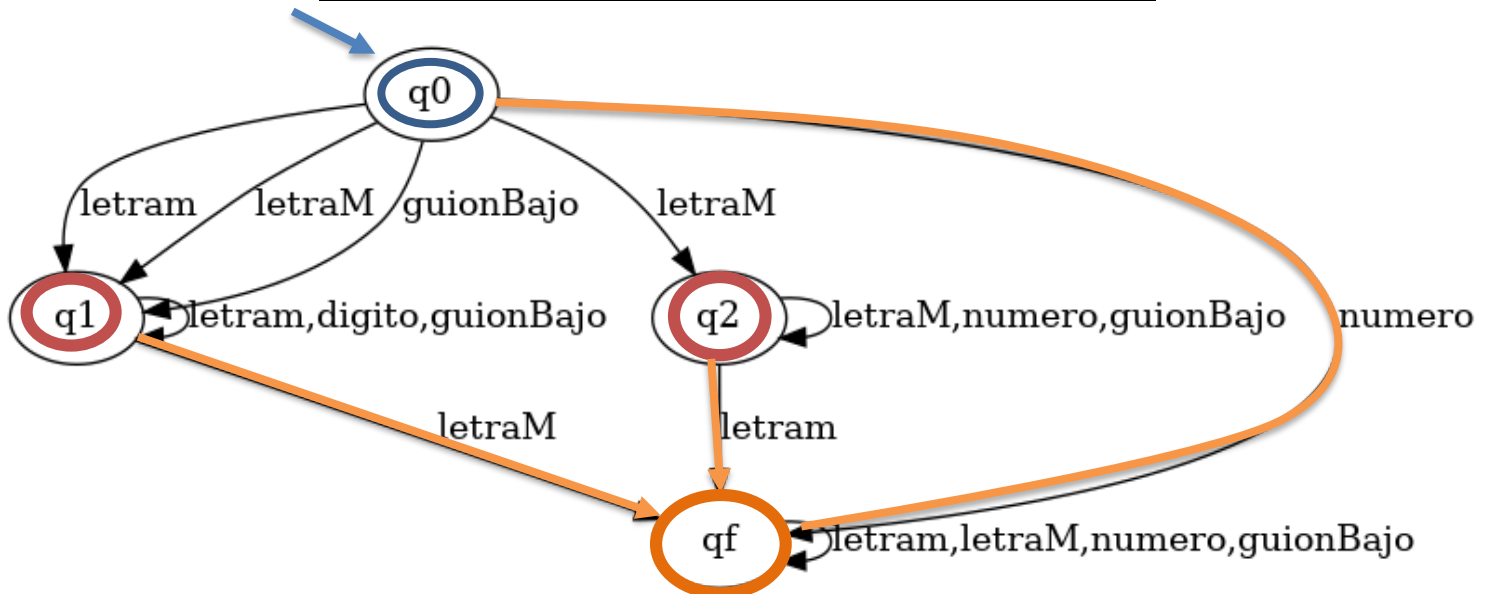 q0
letram
letraM
guionBajo
letraM
q1
letram,digito,guionBajo
q2
letraM,numero,guionBajo
numero
letraM
letram
qf
letram,letraM,numero,guionBajo